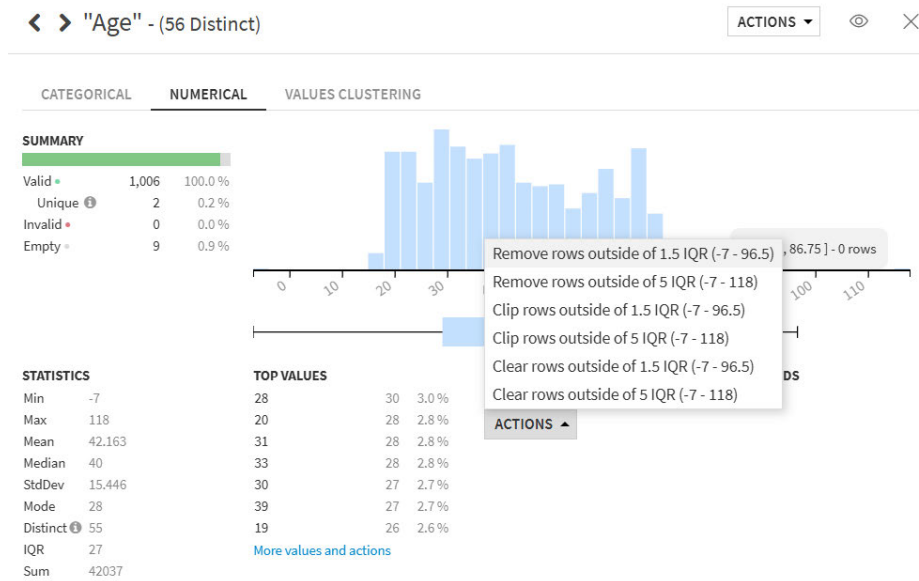 "Age" - (56 Distinct)
ACTIONS
CATEGORICAL NUMERICAL VALUES CLUSTERING
SUMMARY
Valid 1,006 100.0 %
Unique 2 0.2 %
Invalid 0 0.0 %
Empty 9 0.9 %
, 86.75 ] - 0 rows
0 10 20 30 100 110
Remove rows outside of 1.5 IQR (-7 - 96.5)
Remove rows outside of 5 IQR (-7 - 118)
Clip rows outside of 1.5 IQR (-7 - 96.5)
Clip rows outside of 5 IQR (-7 - 118)
Clear rows outside of 1.5 IQR (-7 - 96.5)
Clear rows outside of 5 IQR (-7 - 118)
ACTIONS
STATISTICS
Min -7
Max 118
Mean 42.163
Median 40
StdDev 15.446
Mode 28
Distinct 55
IQR 27
Sum 42037
TOP VALUES
28 30 3.0 %
20 28 2.8 %
31 28 2.8 %
33 28 2.8 %
30 27 2.7 %
39 27 2.7 %
19 26 2.6 %
More values and actions
DS